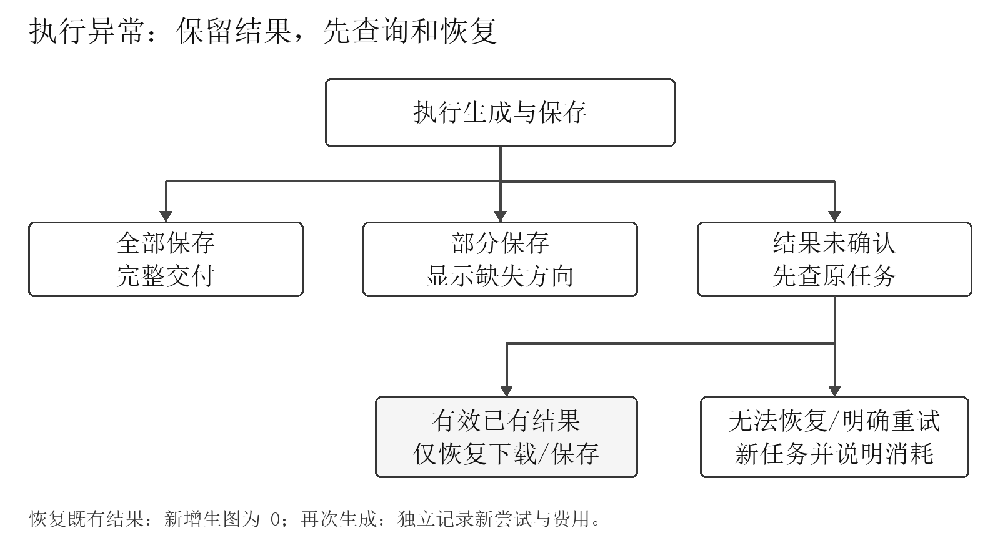 执行异常：保留结果，先查询和恢复
执行生成与保存
全部保存
完整交付
部分保存
显示缺失方向
结果未确认
先查原任务
有效已有结果
仅恢复下载/保存
无法恢复/明确重试
新任务并说明消耗
恢复既有结果：新增生图为 0；再次生成：独立记录新尝试与费用。